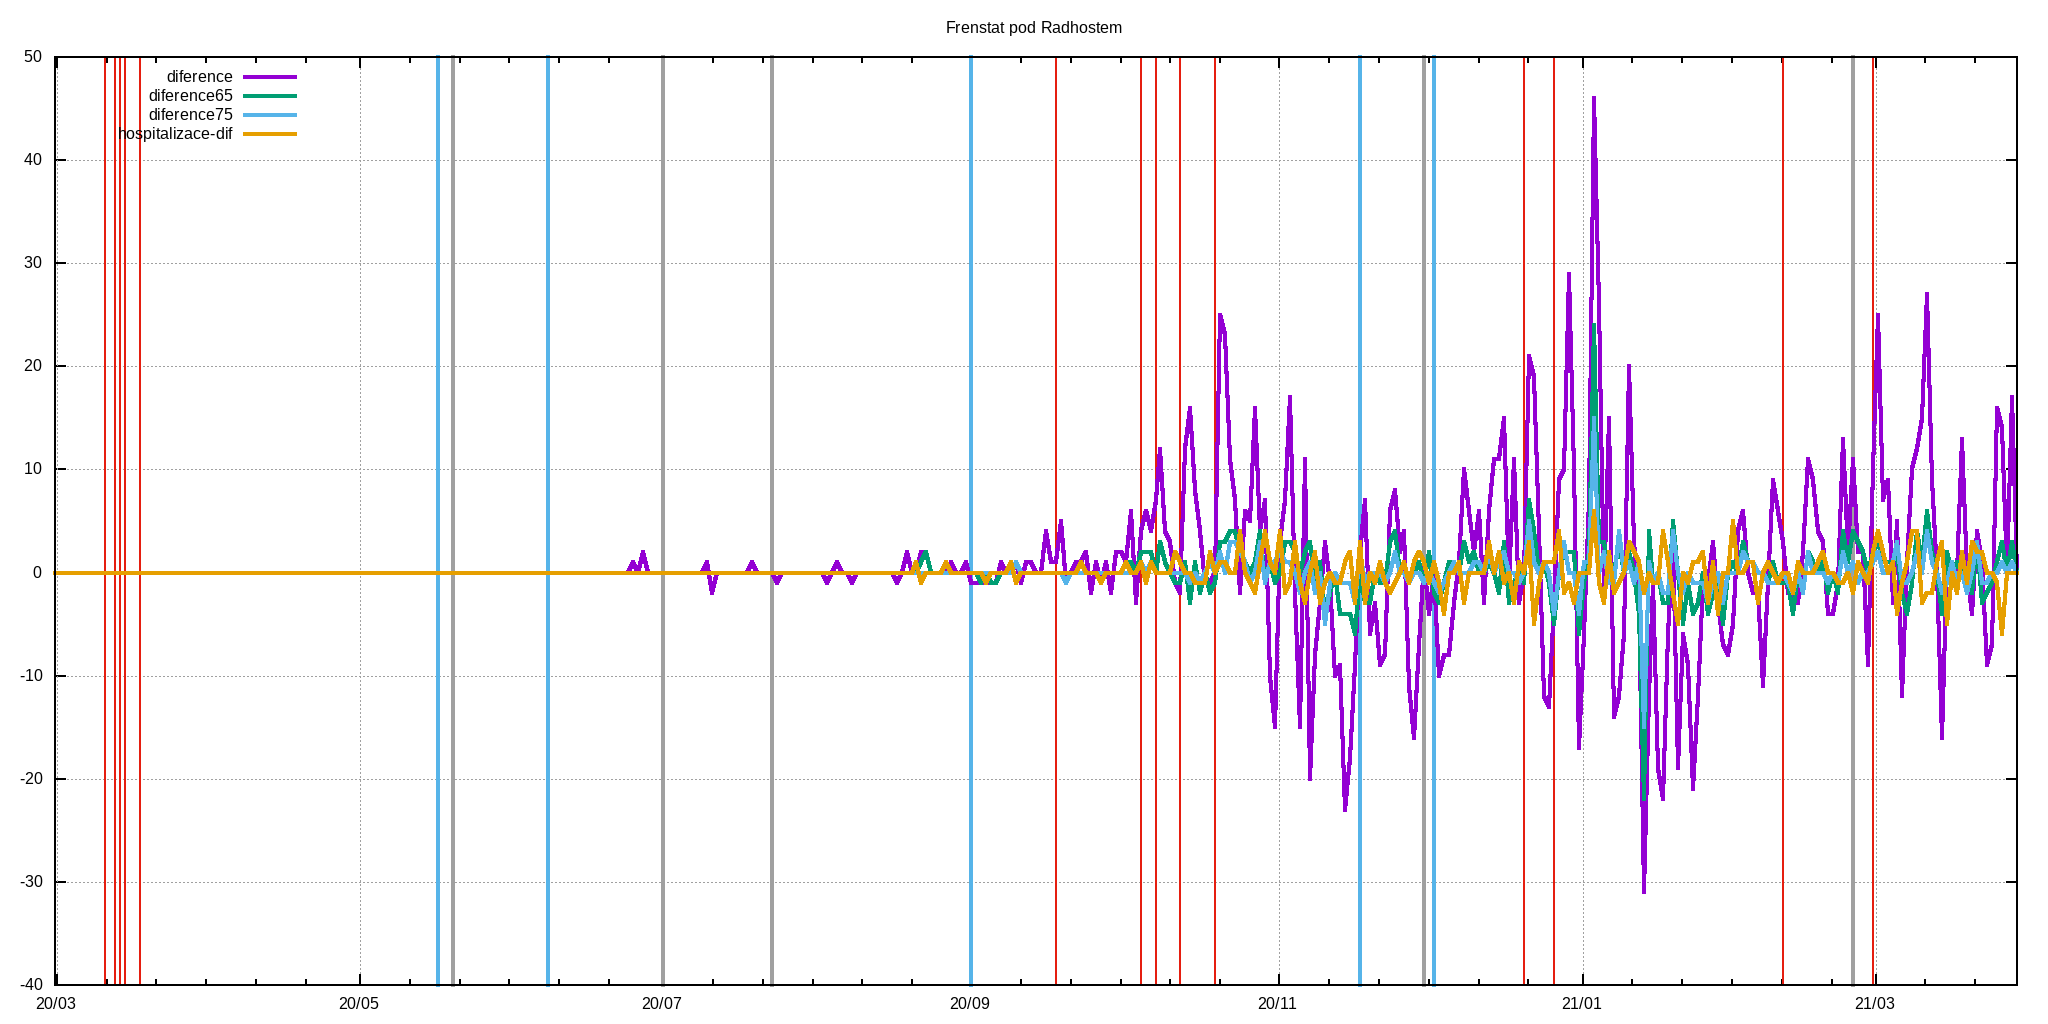 Frenstat pod Radhostem
50
diference
diference65
diference75
hospitalizace-dif
40
30
20
10
0
-10
-20
-30
-40
20/03 20/05 20/07 20/09 20/11 21/01 21/03